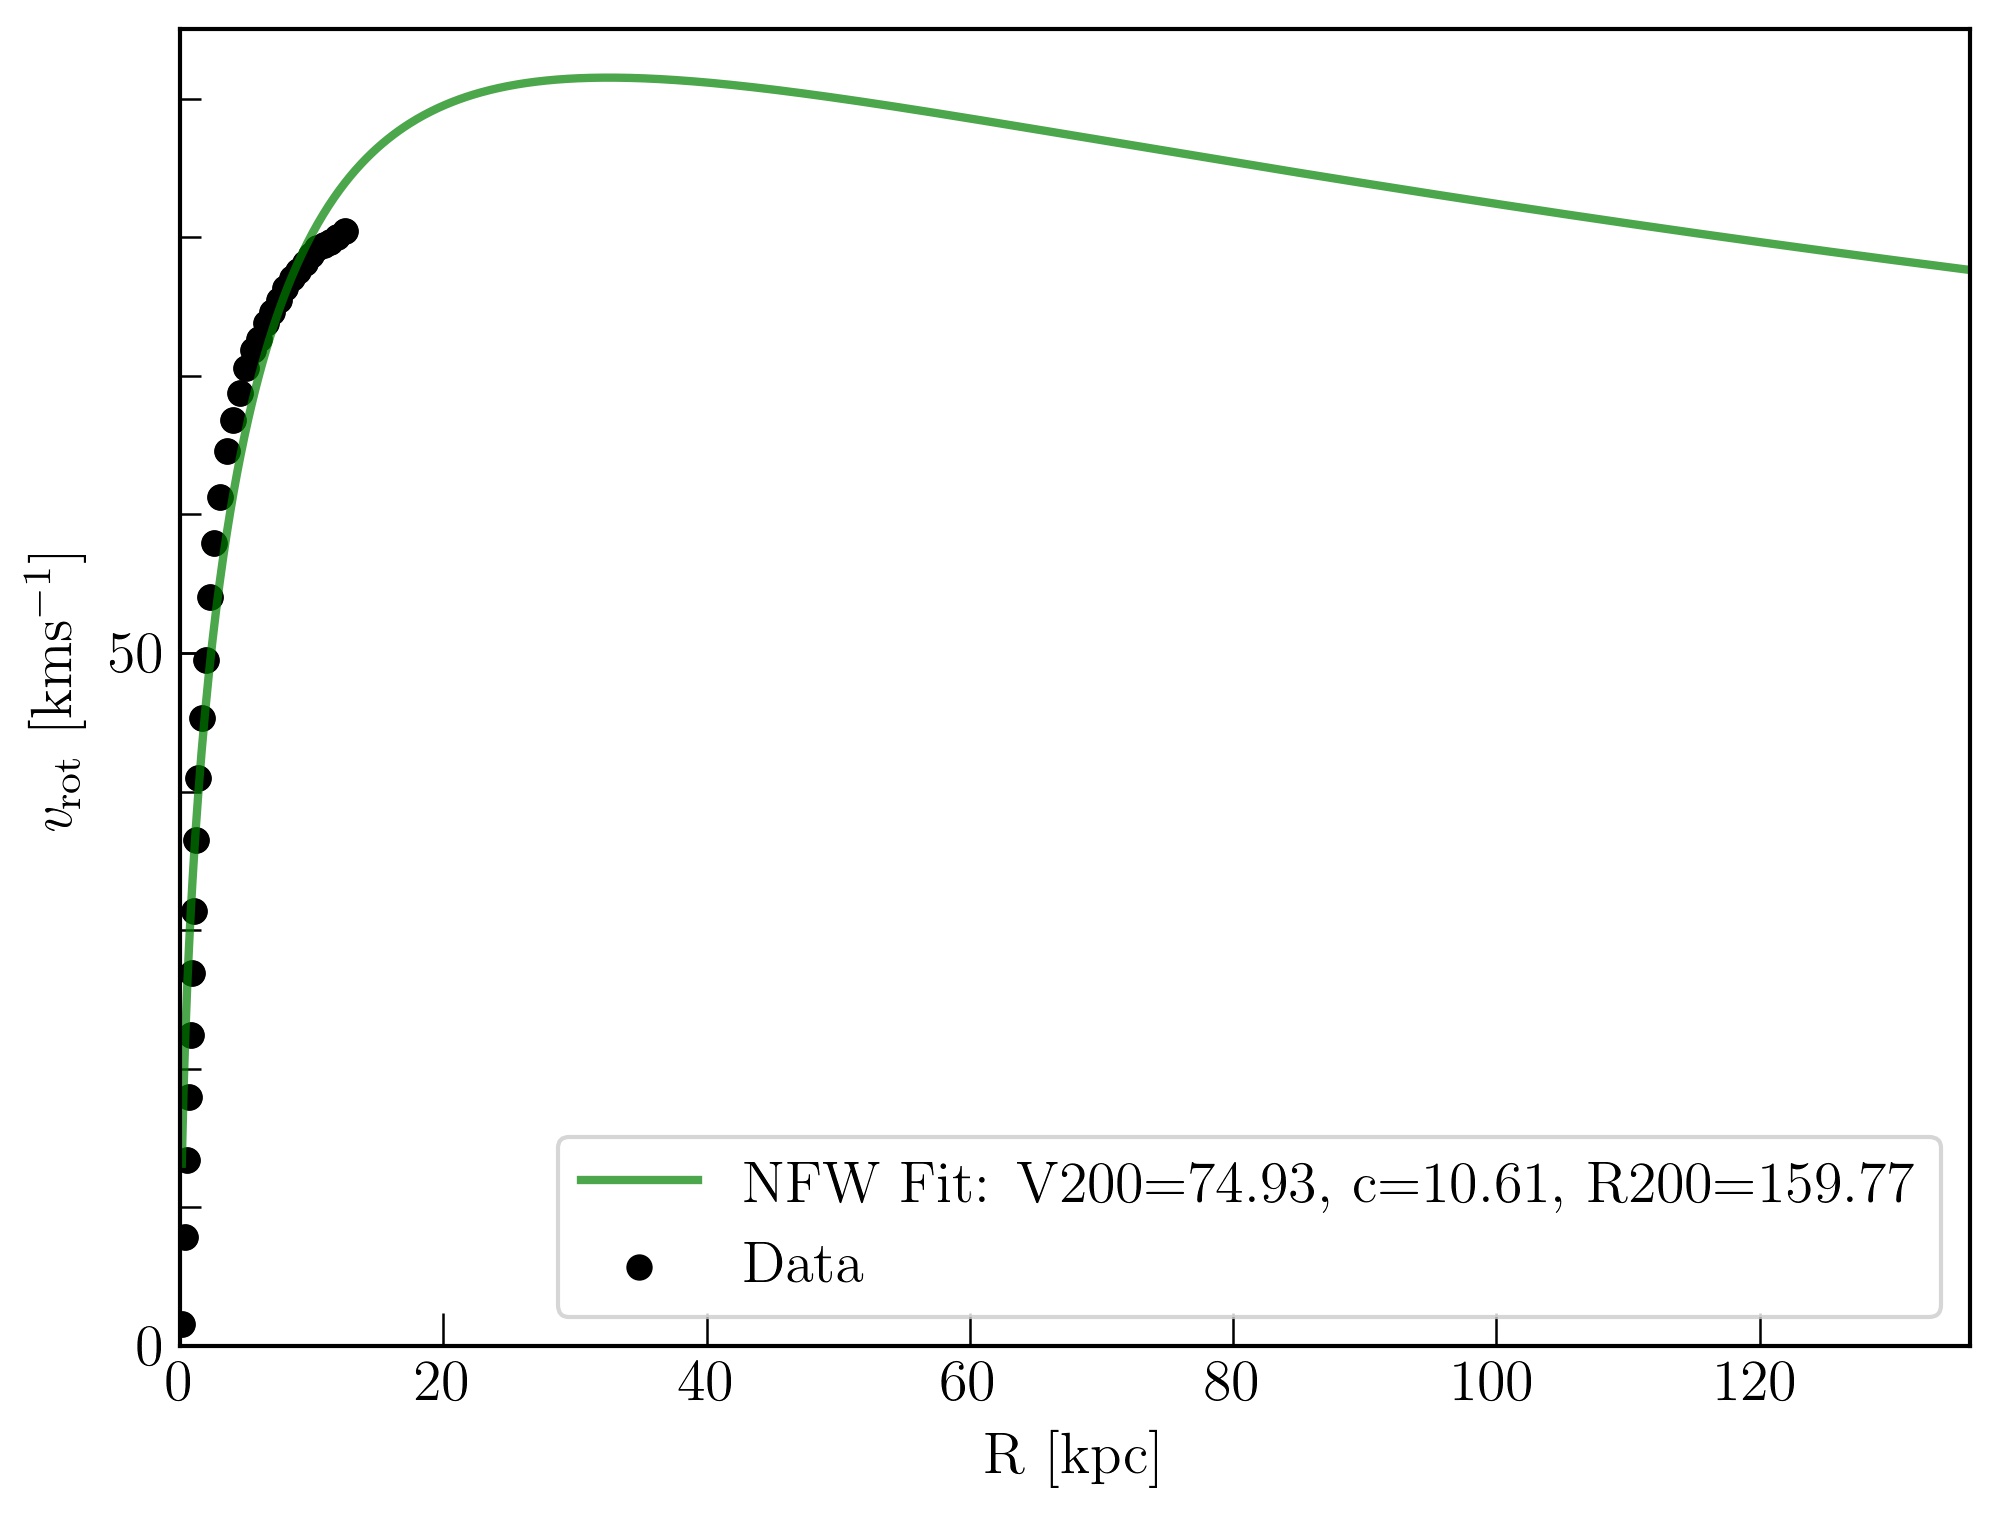 v_rot [kms^−1]
50
0
0 20 40 60 80 100 120
R [kpc]
NFW Fit: V200=74.93, c=10.61, R200=159.77
Data